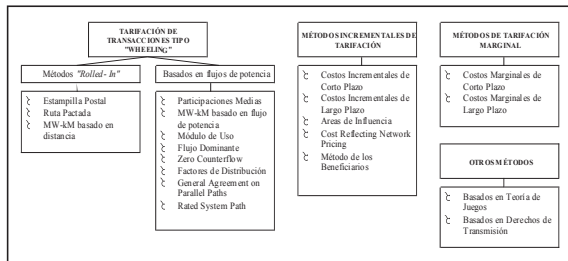 TARIFACIÓN DE
TRANSACCIONES TIPO
"WHEELING"
Métodos "Rolled- In"
Estampilla Postal
Ruta Pactada
MW-kM basado en
distancia
Basados en flujos de potencia
Participaciones Medias
MW-kM basado en flujo
de potencia
Módulo de Uso
Flujo Dominante
Zero Counterflow
Factores de Distribución
General Agreement on
Parallel Paths
Rated System Path
MÉTODOS INCREMENTALES DE
TARIFACIÓN
Costos Incrementales de
Corto Plazo
Costos Incrementales de
Largo Plazo
Areas de Influencia
Cost Reflecting Network
Pricing
Método de los
Beneficiarios
MÉTODOS DE TARIFACIÓN
MARGINAL
Costos Marginales de
Corto Plazo
Costos Marginales de
Largo Plazo
OTROS MÉTODOS
Basados en Teoría de
Juegos
Basados en Derechos de
Transmisión